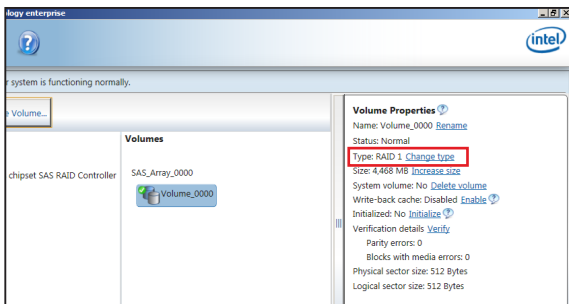 ology enterprise
?
intel
r system is functioning normally.
e Volume...
Volumes
chipset SAS RAID Controller
SAS_Array_0000
Volume_0000
Volume Properties ?
Name: Volume_0000 Rename
Status: Normal
Type: RAID 1 Change type
Size: 4,468 MB Increase size
System volume: No Delete volume
Write-back cache: Disabled Enable ?
Initialized: No Initialize ?
Verification details Verify
Parity errors: 0
Blocks with media errors: 0
Physical sector size: 512 Bytes
Logical sector size: 512 Bytes